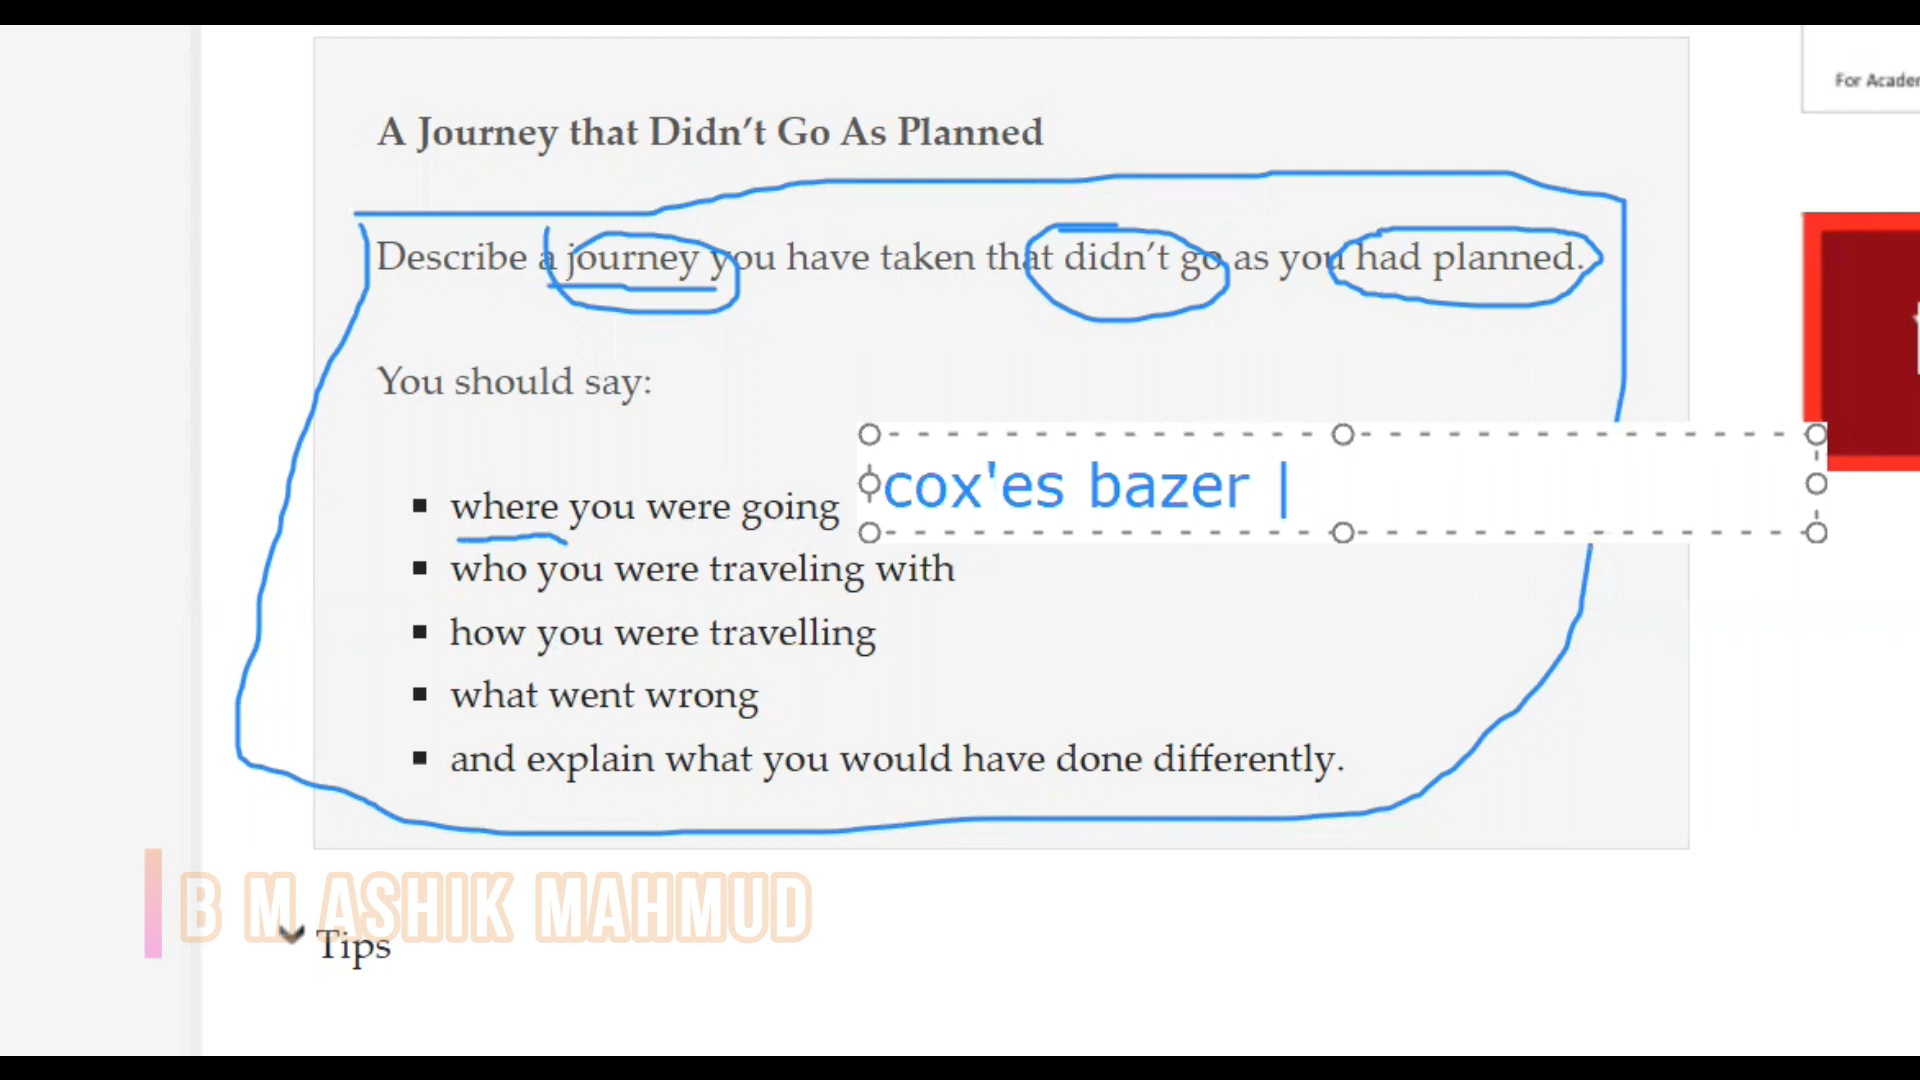 For Acade
A Journey that Didn't Go As Planned
Describe a journey you have taken that didn't go as you had planned.
You should say:
▪ where you were going
cox'es bazer
▪ who you were traveling with
▪ how you were travelling
▪ what went wrong
▪ and explain what you would have done differently.
B M ASHIK MAHMUD
Tips